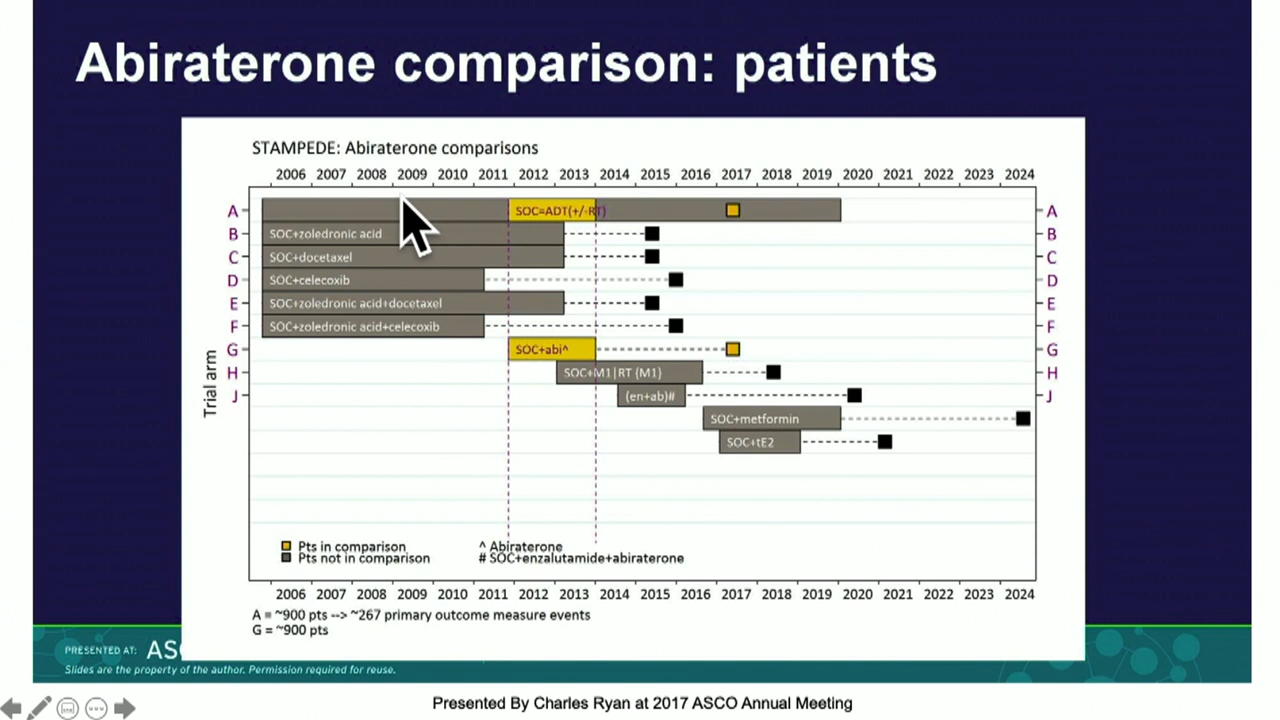 Abiraterone comparison: patients
STAMPEDE: Abiraterone comparisons
2006 2007 2008 2009 2010 2011 2012 2013 2014 2015 2016 2017 2018 2019 2020 2021 2022 2023 2024
A SOC=ADT(+/-RT) A
B SOC+zoledronic acid B
C SOC+docetaxel C
D SOC+celecoxib D
E SOC+zoledronic acid+docetaxel E
F SOC+zoledronic acid+celecoxib F
G SOC+abi^ G
H SOC+M1|RT (M1) H
J (en+ab)# J
SOC+metformin
SOC+tE2
Trial arm
Pts in comparison ^ Abiraterone
Pts not in comparison # SOC+enzalutamide+abiraterone
2006 2007 2008 2009 2010 2011 2012 2013 2014 2015 2016 2017 2018 2019 2020 2021 2022 2023 2024
A = ~900 pts --> ~267 primary outcome measure events
G = ~900 pts
PRESENTED AT: ASC
Slides are the property of the author. Permission required for reuse.
Presented By Charles Ryan at 2017 ASCO Annual Meeting